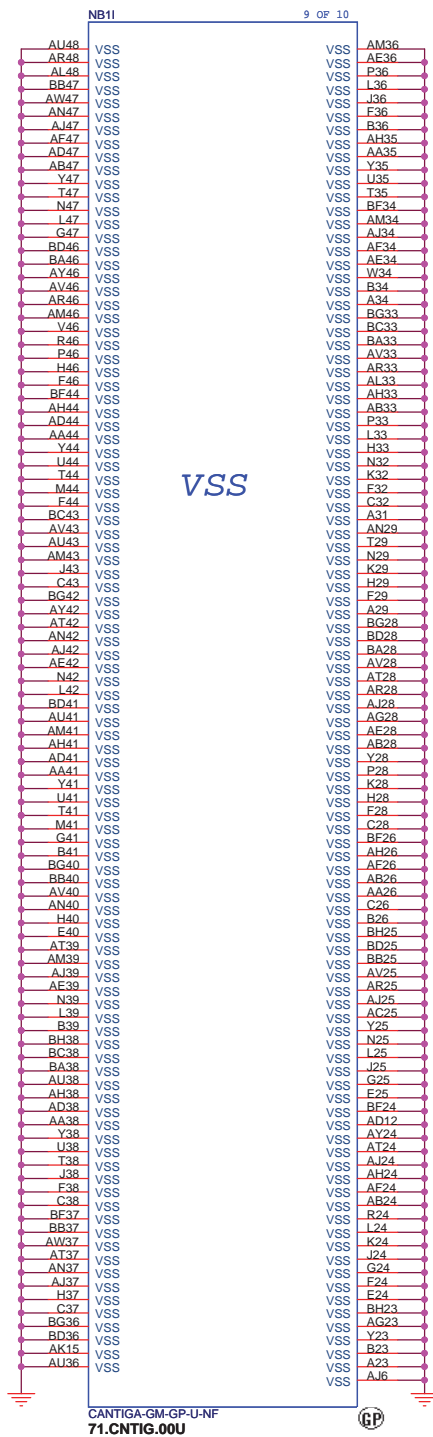 NB1I 9 OF 10
AU48 VSS VSS AM36
AR48 VSS VSS AE36
AL48 VSS VSS P36
BB47 VSS VSS L36
AW47 VSS VSS J36
AN47 VSS VSS F36
AJ47 VSS VSS B36
AF47 VSS VSS AH35
AD47 VSS VSS AA35
AB47 VSS VSS Y35
Y47 VSS VSS U35
T47 VSS VSS T35
N47 VSS VSS BF34
L47 VSS VSS AM34
G47 VSS VSS AJ34
BD46 VSS VSS AF34
BA46 VSS VSS AE34
AY46 VSS VSS W34
AV46 VSS VSS B34
AR46 VSS VSS A34
AM46 VSS VSS BG33
V46 VSS VSS BC33
R46 VSS VSS BA33
P46 VSS VSS AV33
H46 VSS VSS AR33
F46 VSS VSS AL33
BF44 VSS VSS AH33
AH44 VSS VSS AB33
AD44 VSS VSS P33
AA44 VSS VSS L33
Y44 VSS VSS H33
U44 VSS VSS N32
T44 VSS VSS K32
VSS
M44 VSS VSS F32
F44 VSS VSS C32
BC43 VSS VSS A31
AV43 VSS VSS AN29
AU43 VSS VSS T29
AM43 VSS VSS N29
J43 VSS VSS K29
C43 VSS VSS H29
BG42 VSS VSS F29
AY42 VSS VSS A29
AT42 VSS VSS BG28
AN42 VSS VSS BD28
AJ42 VSS VSS BA28
AE42 VSS VSS AV28
N42 VSS VSS AT28
L42 VSS VSS AR28
BD41 VSS VSS AJ28
AU41 VSS VSS AG28
AM41 VSS VSS AE28
AH41 VSS VSS AB28
AD41 VSS VSS Y28
AA41 VSS VSS P28
Y41 VSS VSS K28
U41 VSS VSS H28
T41 VSS VSS F28
M41 VSS VSS C28
G41 VSS VSS BF26
B41 VSS VSS AH26
BG40 VSS VSS AF26
BB40 VSS VSS AB26
AV40 VSS VSS AA26
AN40 VSS VSS C26
H40 VSS VSS B26
E40 VSS VSS BH25
AT39 VSS VSS BD25
AM39 VSS VSS BB25
AJ39 VSS VSS AV25
AE39 VSS VSS AR25
N39 VSS VSS AJ25
L39 VSS VSS AC25
B39 VSS VSS Y25
BH38 VSS VSS N25
BC38 VSS VSS L25
BA38 VSS VSS J25
AU38 VSS VSS G25
AH38 VSS VSS E25
AD38 VSS VSS BF24
AA38 VSS VSS AD12
Y38 VSS VSS AY24
U38 VSS VSS AT24
T38 VSS VSS AJ24
J38 VSS VSS AH24
F38 VSS VSS AF24
C38 VSS VSS AB24
BF37 VSS VSS R24
BB37 VSS VSS L24
AW37 VSS VSS K24
AT37 VSS VSS J24
AN37 VSS VSS G24
AJ37 VSS VSS F24
H37 VSS VSS E24
C37 VSS VSS BH23
BG36 VSS VSS AG23
BD36 VSS VSS Y23
AK15 VSS VSS B23
AU36 VSS VSS A23
VSS AJ6
CANTIGA-GM-GP-U-NF GP
71.CNTIG.00U